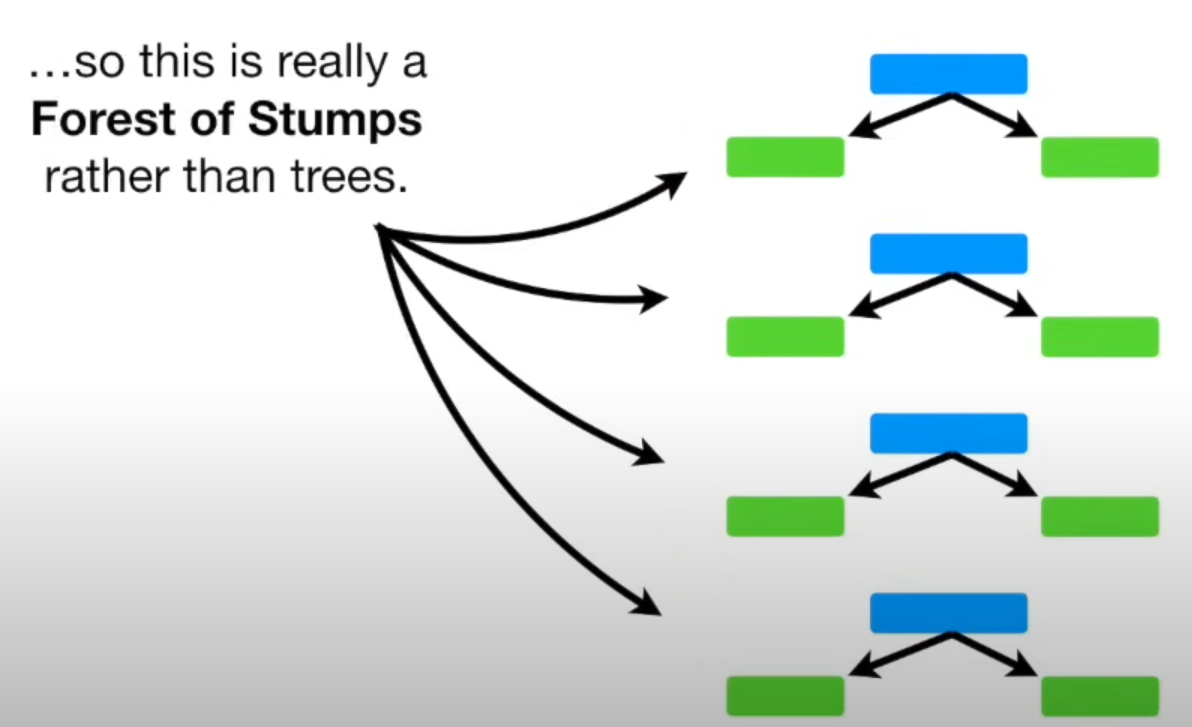 ...so this is really a
Forest of Stumps
rather than trees.